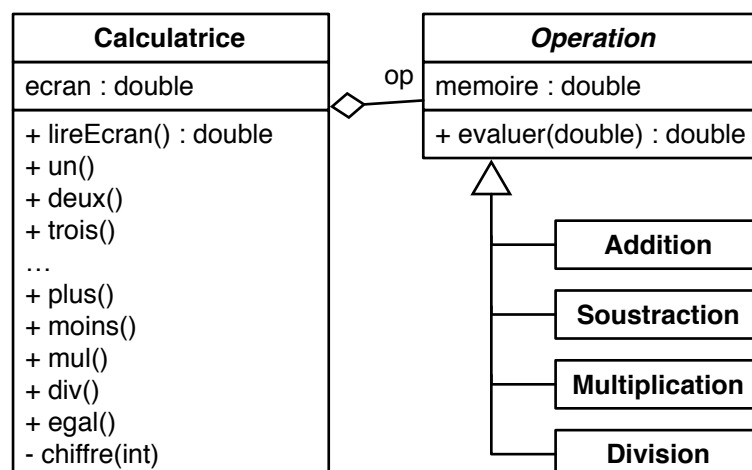 Calculatrice
ecran : double
+ lireEcran() : double
+ un()
+ deux()
+ trois()
…
+ plus()
+ moins()
+ mul()
+ div()
+ egal()
- chiffre(int)
op
Operation
memoire : double
+ evaluer(double) : double
Addition
Soustraction
Multiplication
Division